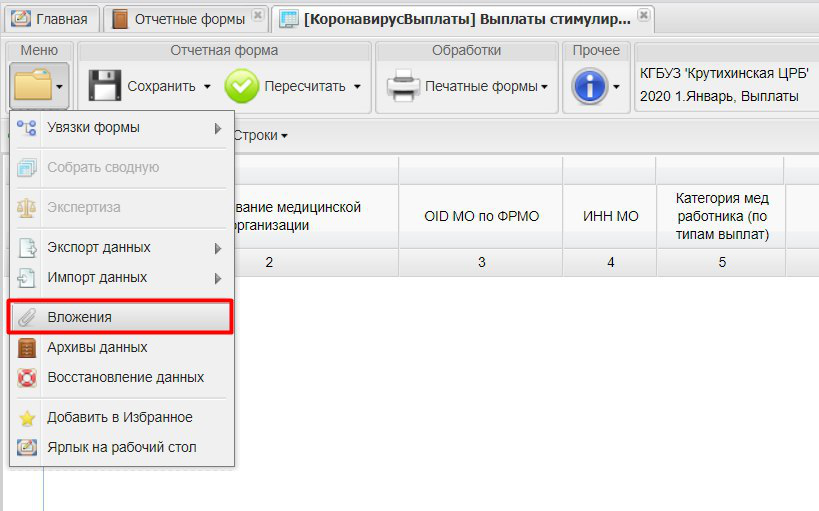 Главная
Отчетные формы
[КоронавирусВыплаты] Выплаты стимулир...
Меню
Отчетная форма
Обработки
Прочее
Сохранить
Пересчитать
Печатные формы
КГБУЗ 'Крутихинская ЦРБ'
2020 1.Январь, Выплаты
Строки
Увязки формы
Собрать сводную
Экспертиза
Экспорт данных
Импорт данных
Вложения
Архивы данных
Восстановление данных
Добавить в Избранное
Ярлык на рабочий стол
вание медицинской
организации
OID МО по ФРМО
ИНН МО
Категория мед
работника (по
типам выплат)
2
3
4
5